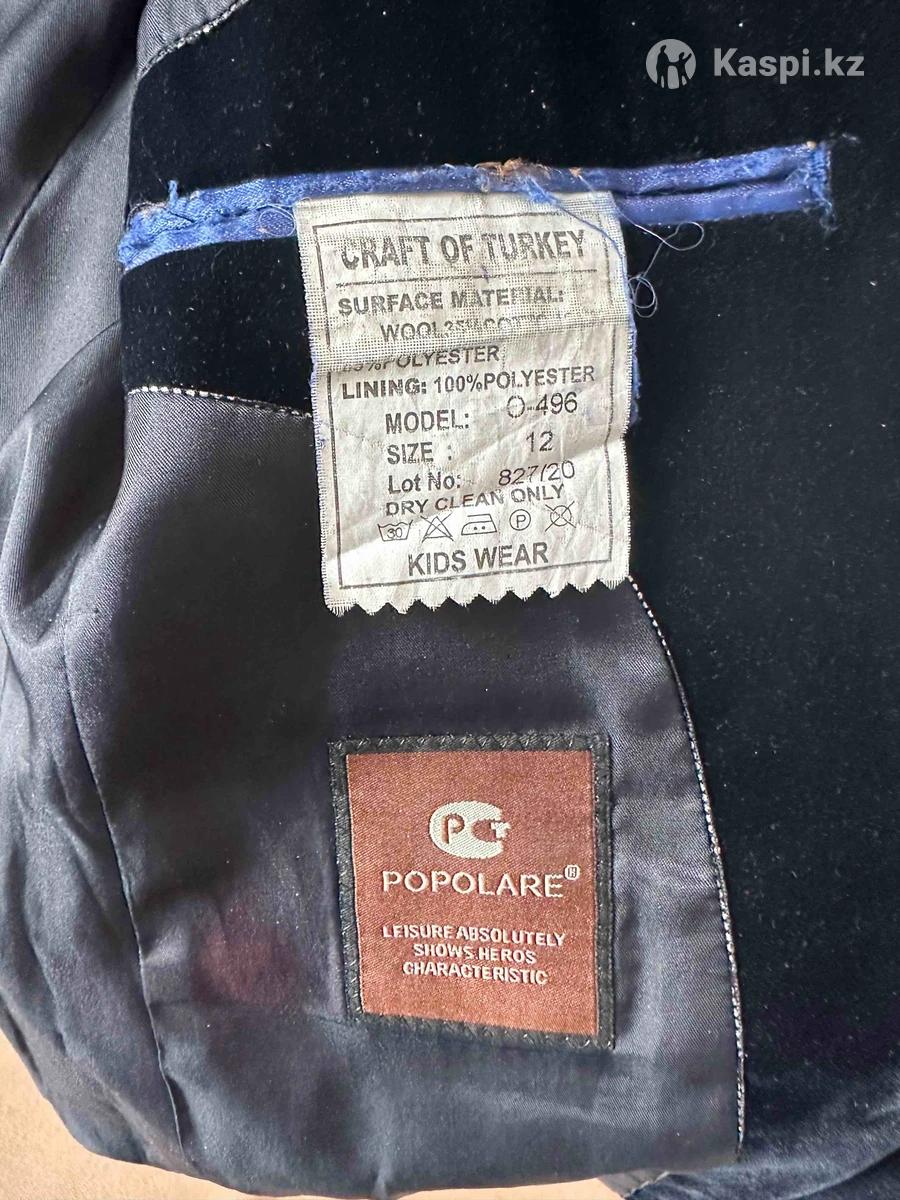 Kaspi.kz
CRAFT OF TURKEY
SURFACE MATERIAL:
WOOL
POLYESTER
LINING: 100%POLYESTER
MODEL: O-496
SIZE : 12
Lot No: 827/20
DRY CLEAN ONLY
30 P
KIDS WEAR
PCT
POPOLARE®
LEISURE ABSOLUTELY
SHOWS HEROS
CHARACTERISTIC